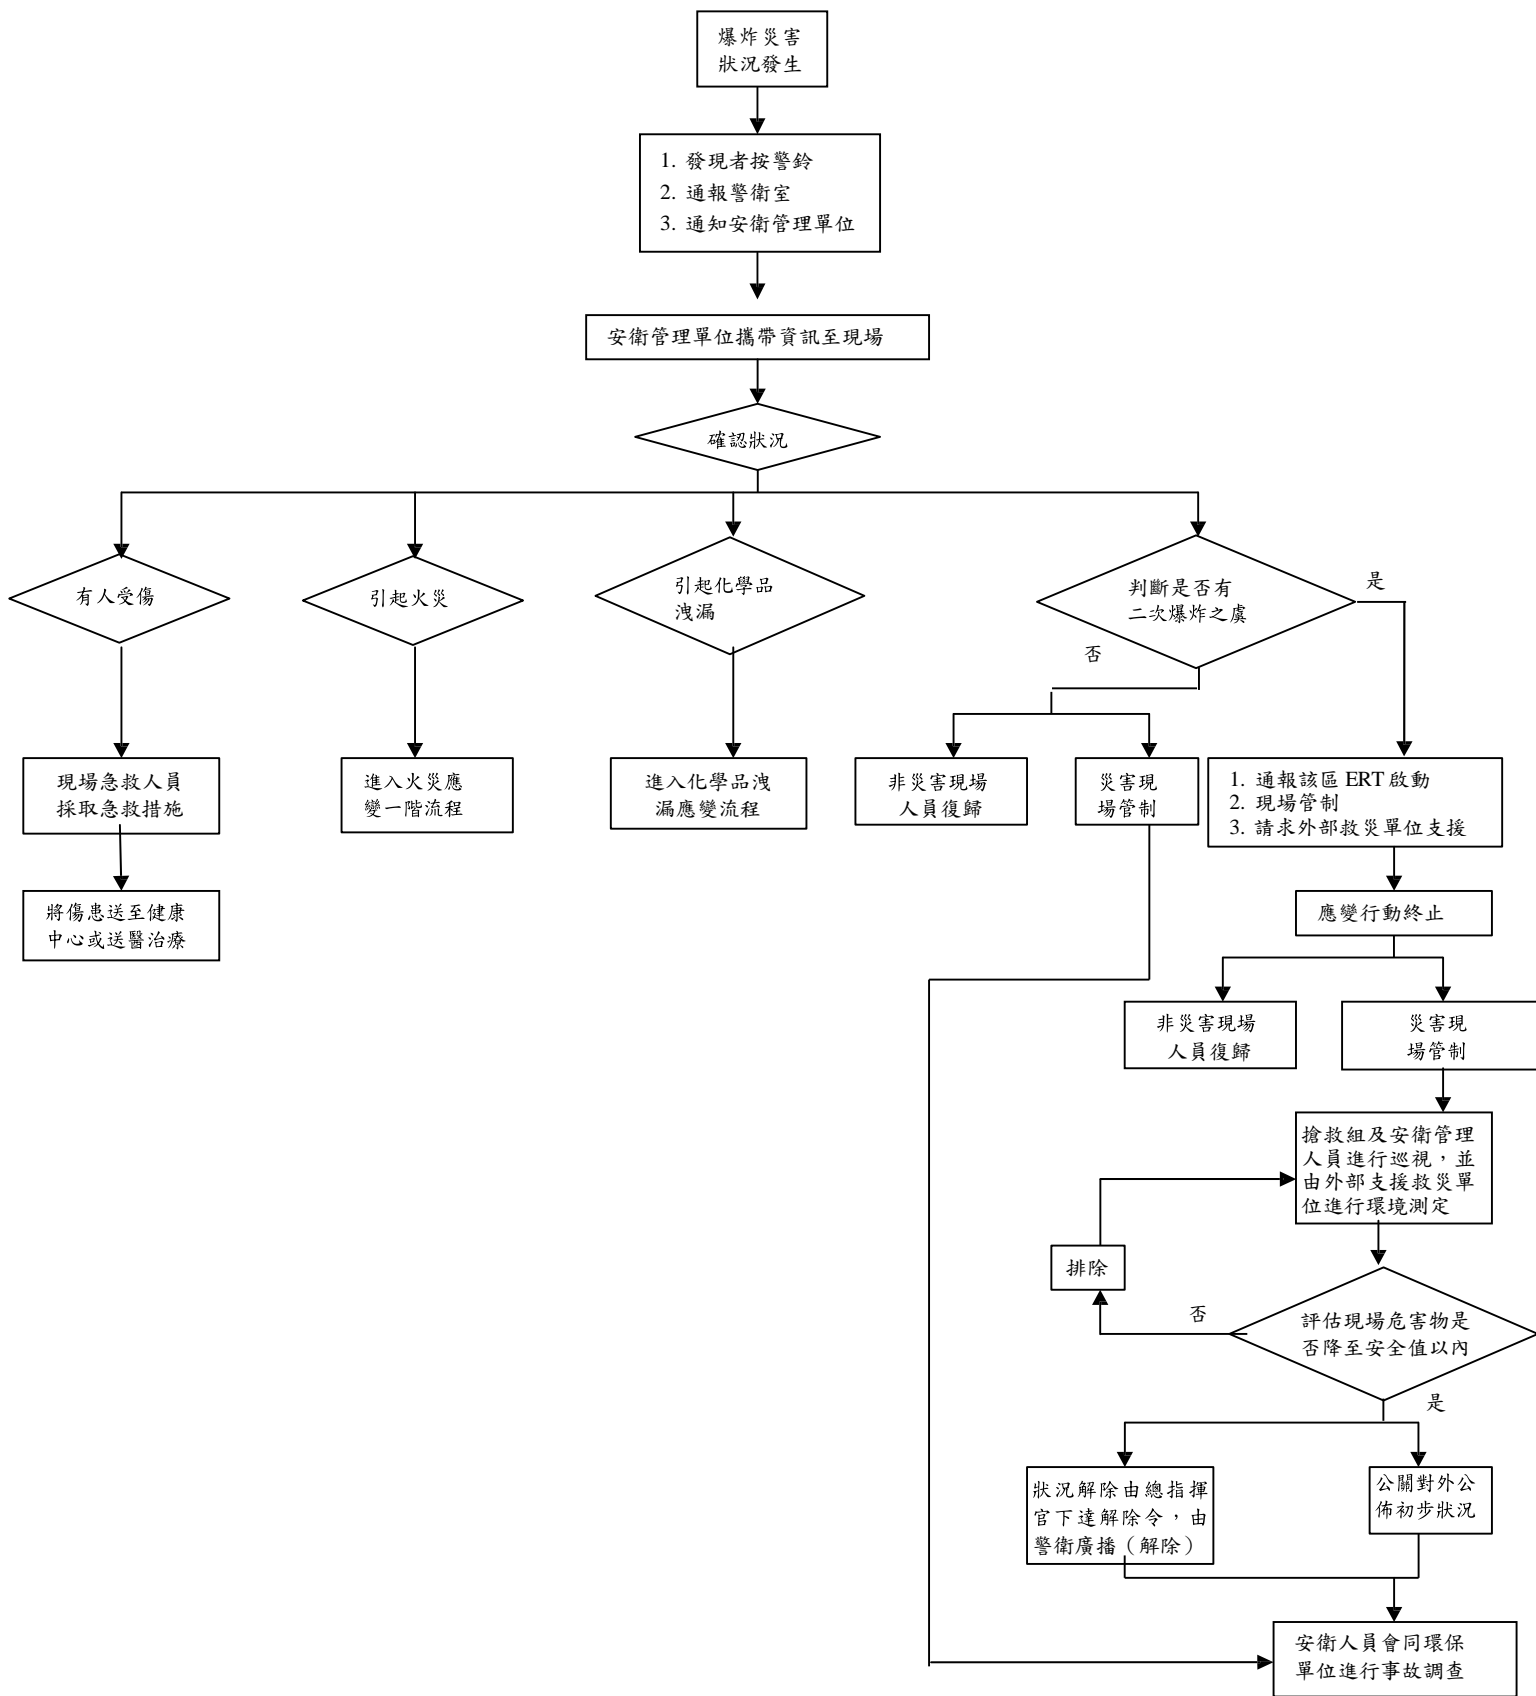 爆炸災害
狀況發生
1. 發現者按警鈴
2. 通報警衛室
3. 通知安衛管理單位
安衛管理單位攜帶資訊至現場
確認狀況
有人受傷
引起火災
引起化學品
洩漏
判斷是否有
二次爆炸之虞
是
否
現場急救人員
採取急救措施
進入火災應
變一階流程
進入化學品洩
漏應變流程
非災害現場
人員復歸
災害現
場管制
1. 通報該區 ERT 啟動
2. 現場管制
3. 請求外部救災單位支援
將傷患送至健康
中心或送醫治療
應變行動終止
非災害現場
人員復歸
災害現
場管制
搶救組及安衛管理
人員進行巡視，並
由外部支援救災單
位進行環境測定
排除
否
評估現場危害物是
否降至安全值以內
是
狀況解除由總指揮
官下達解除令，由
警衛廣播（解除）
公關對外公
佈初步狀況
安衛人員會同環保
單位進行事故調查